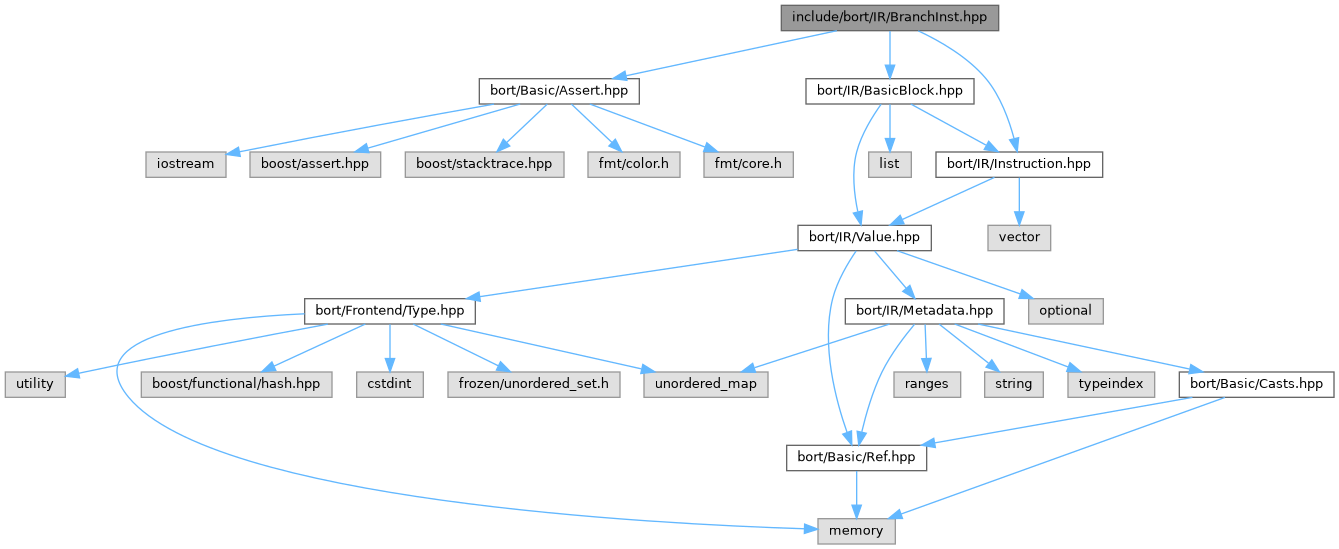 include/bort/IR/BranchInst.hpp
bort/Basic/Assert.hpp
bort/IR/BasicBlock.hpp
iostream
boost/assert.hpp
boost/stacktrace.hpp
fmt/color.h
fmt/core.h
list
bort/IR/Instruction.hpp
bort/IR/Value.hpp
vector
bort/Frontend/Type.hpp
bort/IR/Metadata.hpp
optional
utility
boost/functional/hash.hpp
cstdint
frozen/unordered_set.h
unordered_map
ranges
string
typeindex
bort/Basic/Casts.hpp
bort/Basic/Ref.hpp
memory